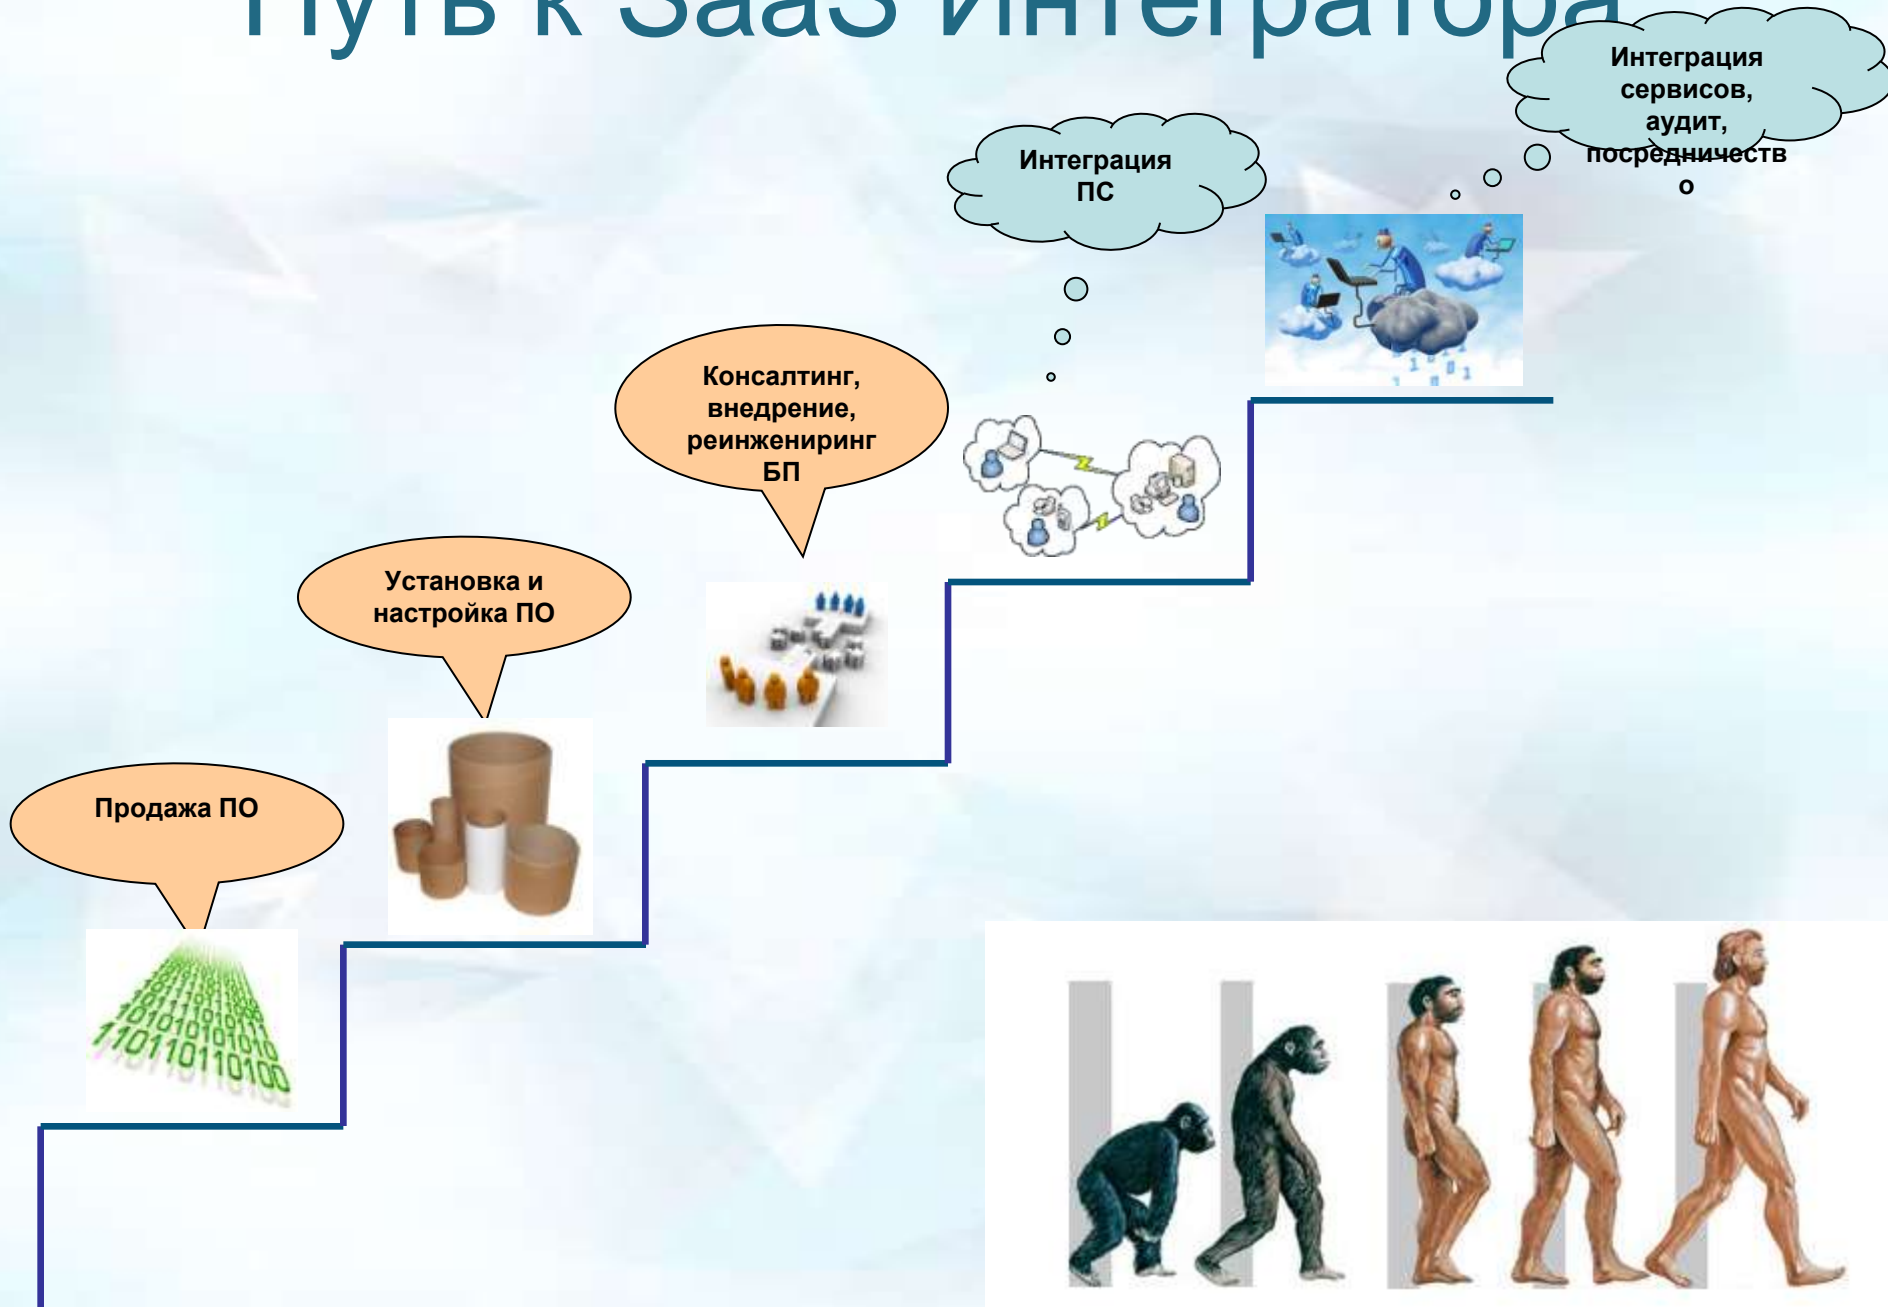 Путь к SaaS Интегратора
Интеграция
сервисов,
аудит,
посредничеств
о
Интеграция
ПС
Консалтинг,
внедрение,
реинжениринг
БП
Установка и
настройка ПО
Продажа ПО